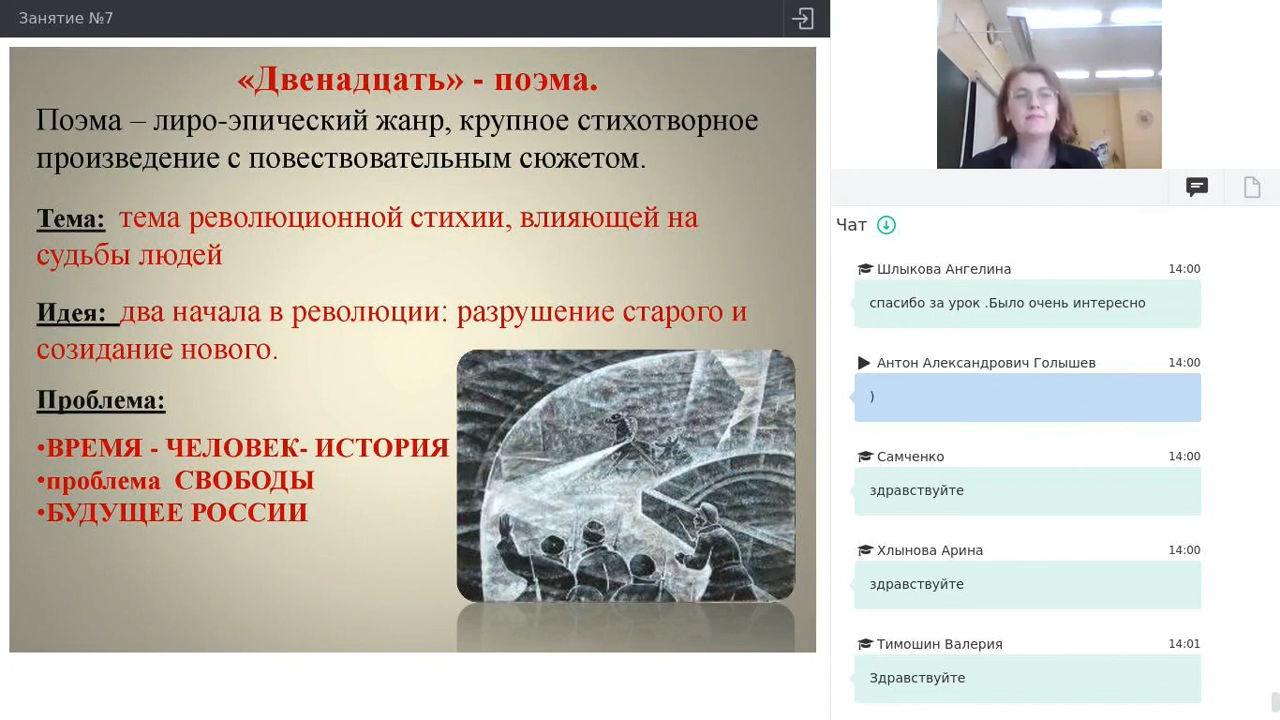 Занятие №7
«Двенадцать» - поэма.
Поэма – лиро-эпический жанр, крупное стихотворное
произведение с повествовательным сюжетом.
Тема: тема революционной стихии, влияющей на
судьбы людей
Идея: два начала в революции: разрушение старого и
созидание нового.
Проблема:
•ВРЕМЯ - ЧЕЛОВЕК- ИСТОРИЯ
•проблема СВОБОДЫ
•БУДУЩЕЕ РОССИИ
Чат
Шлыкова Ангелина 14:00
спасибо за урок .Было очень интересно
Антон Александрович Голышев 14:00
)
Самченко 14:00
здравствуйте
Хлынова Арина 14:00
здравствуйте
Тимошин Валерия 14:01
Здравствуйте